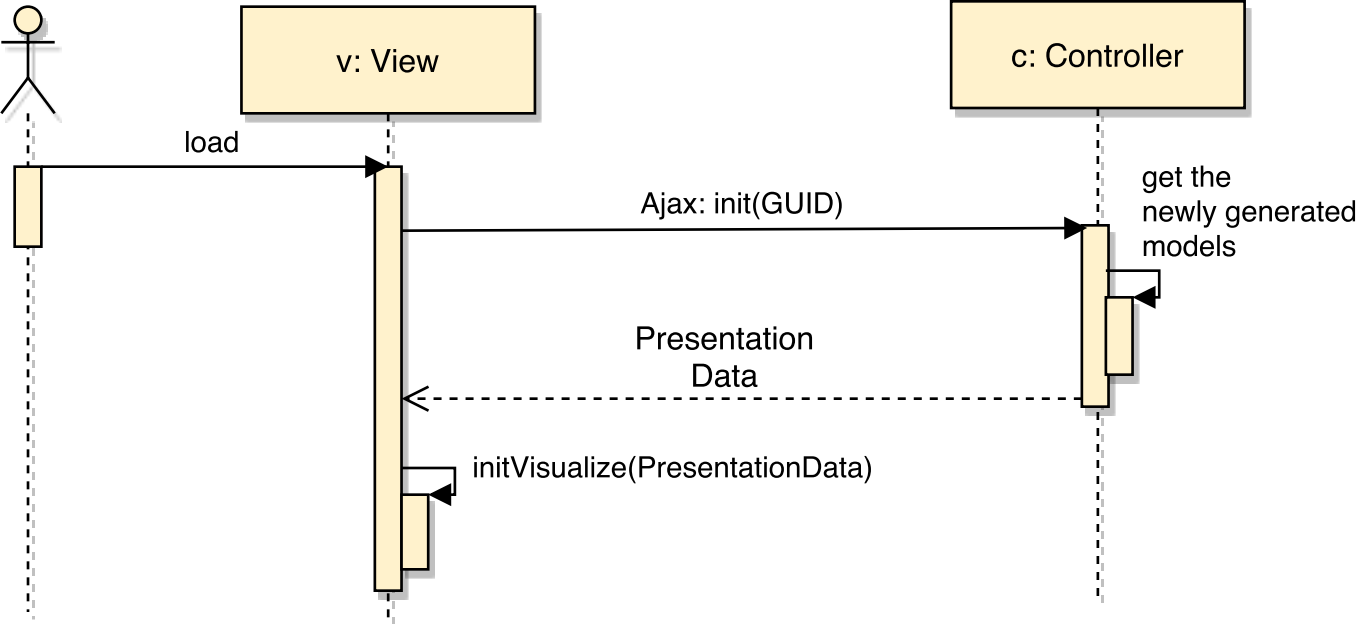 v: View
c: Controller
load
Ajax: init(GUID)
get the
newly generated
models
Presentation
Data
initVisualize(PresentationData)